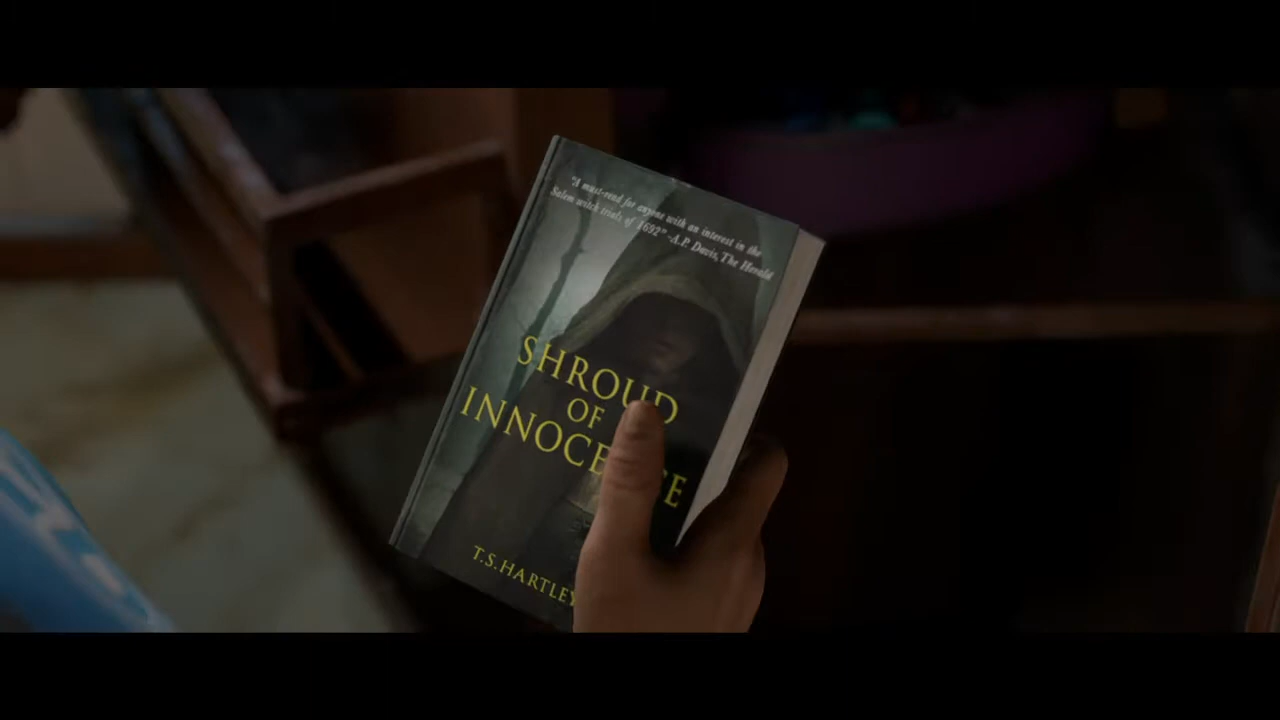 "A must-read for anyone with an interest in the
Salem witch trials of 1692" -A.P. Davis, The Herald
SHROUD
OF
T.S.HARTLEY